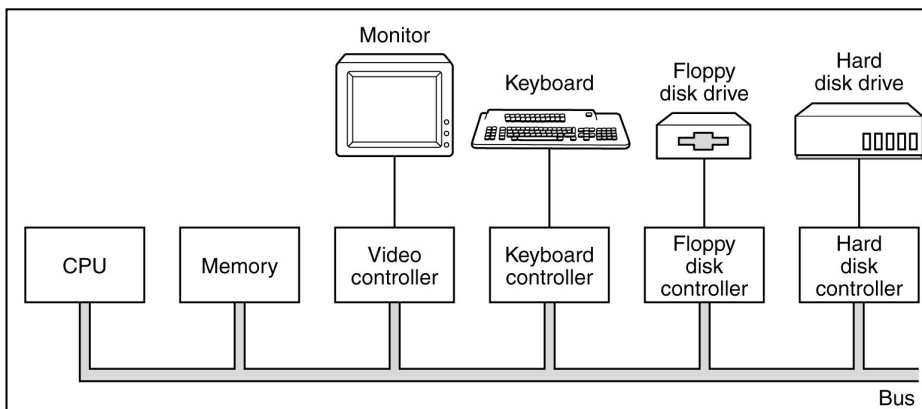 Monitor
Keyboard
Floppy
disk drive
Hard
disk drive
CPU
Memory
Video
controller
Keyboard
controller
Floppy
disk
controller
Hard
disk
controller
Bus